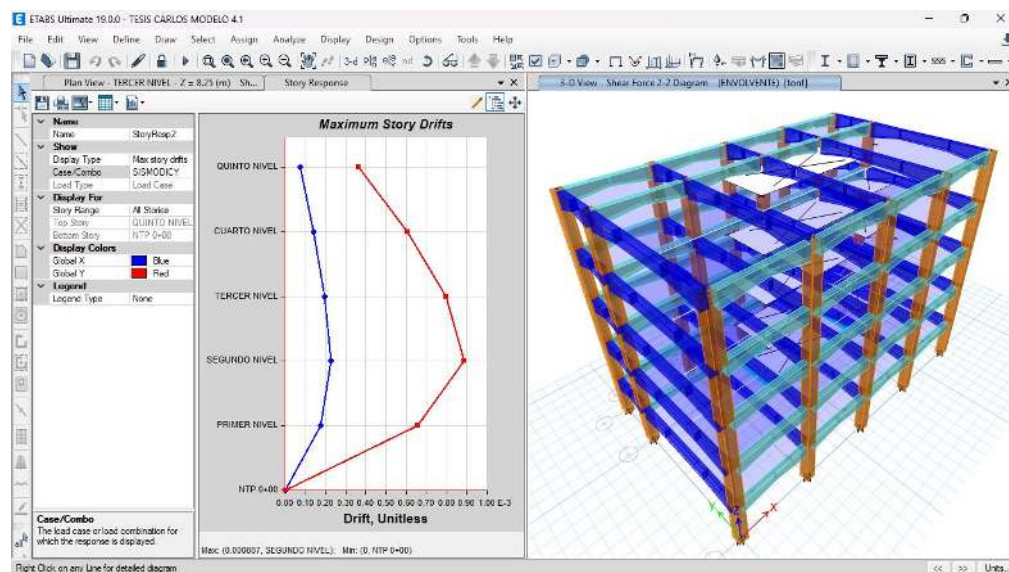 ETABS Ultimate 19.0.0 - TESIS CARLOS MODELO 4.1
File Edit View Define Draw Select Assign Analyze Display Design Options Tools Help
Plan View - TERCER NIVEL - Z = 8.25 (m) Sh...
Story Response
3-D View Shear Force 2-2 Diagram (ENVOLVENTE) [tonf]
Name
Name StoryResp2
Show
Display Type Max story drifts
Case/Combo SISMODICY
Load Type Load Case
Display For
Story Range All Stories
Top Story QUINTO NIVEL
Bottom Story NTP 0+00
Display Colors
Global X Blue
Global Y Red
Legend
Legend Type None
Case/Combo
The load case or load combination for
which the response is displayed.
Maximum Story Drifts
QUINTO NIVEL
CUARTO NIVEL
TERCER NIVEL
SEGUNDO NIVEL
PRIMER NIVEL
NTP 0+00
0.00 0.10 0.20 0.30 0.40 0.50 0.60 0.70 0.80 0.90 1.00 E-3
Drift, Unitless
Max: (0.000887, SEGUNDO NIVEL); Min: (0, NTP 0+00)
X
Y
Z
Right Click on any Line for detailed diagram
<< >> Units...